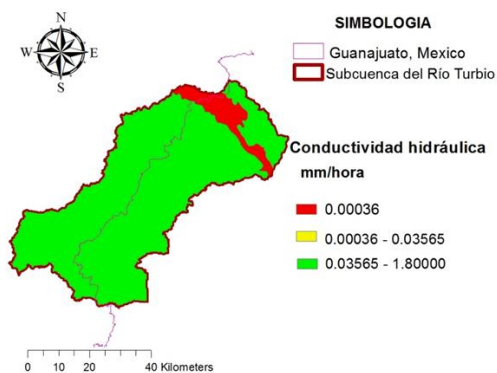 N
W E
S
SIMBOLOGIA
Guanajuato, Mexico
Subcuenca del Río Turbio
Conductividad hidráulica
mm/hora
0.00036
0.00036 - 0.03565
0.03565 - 1.80000
0 10 20 40 Kilometers